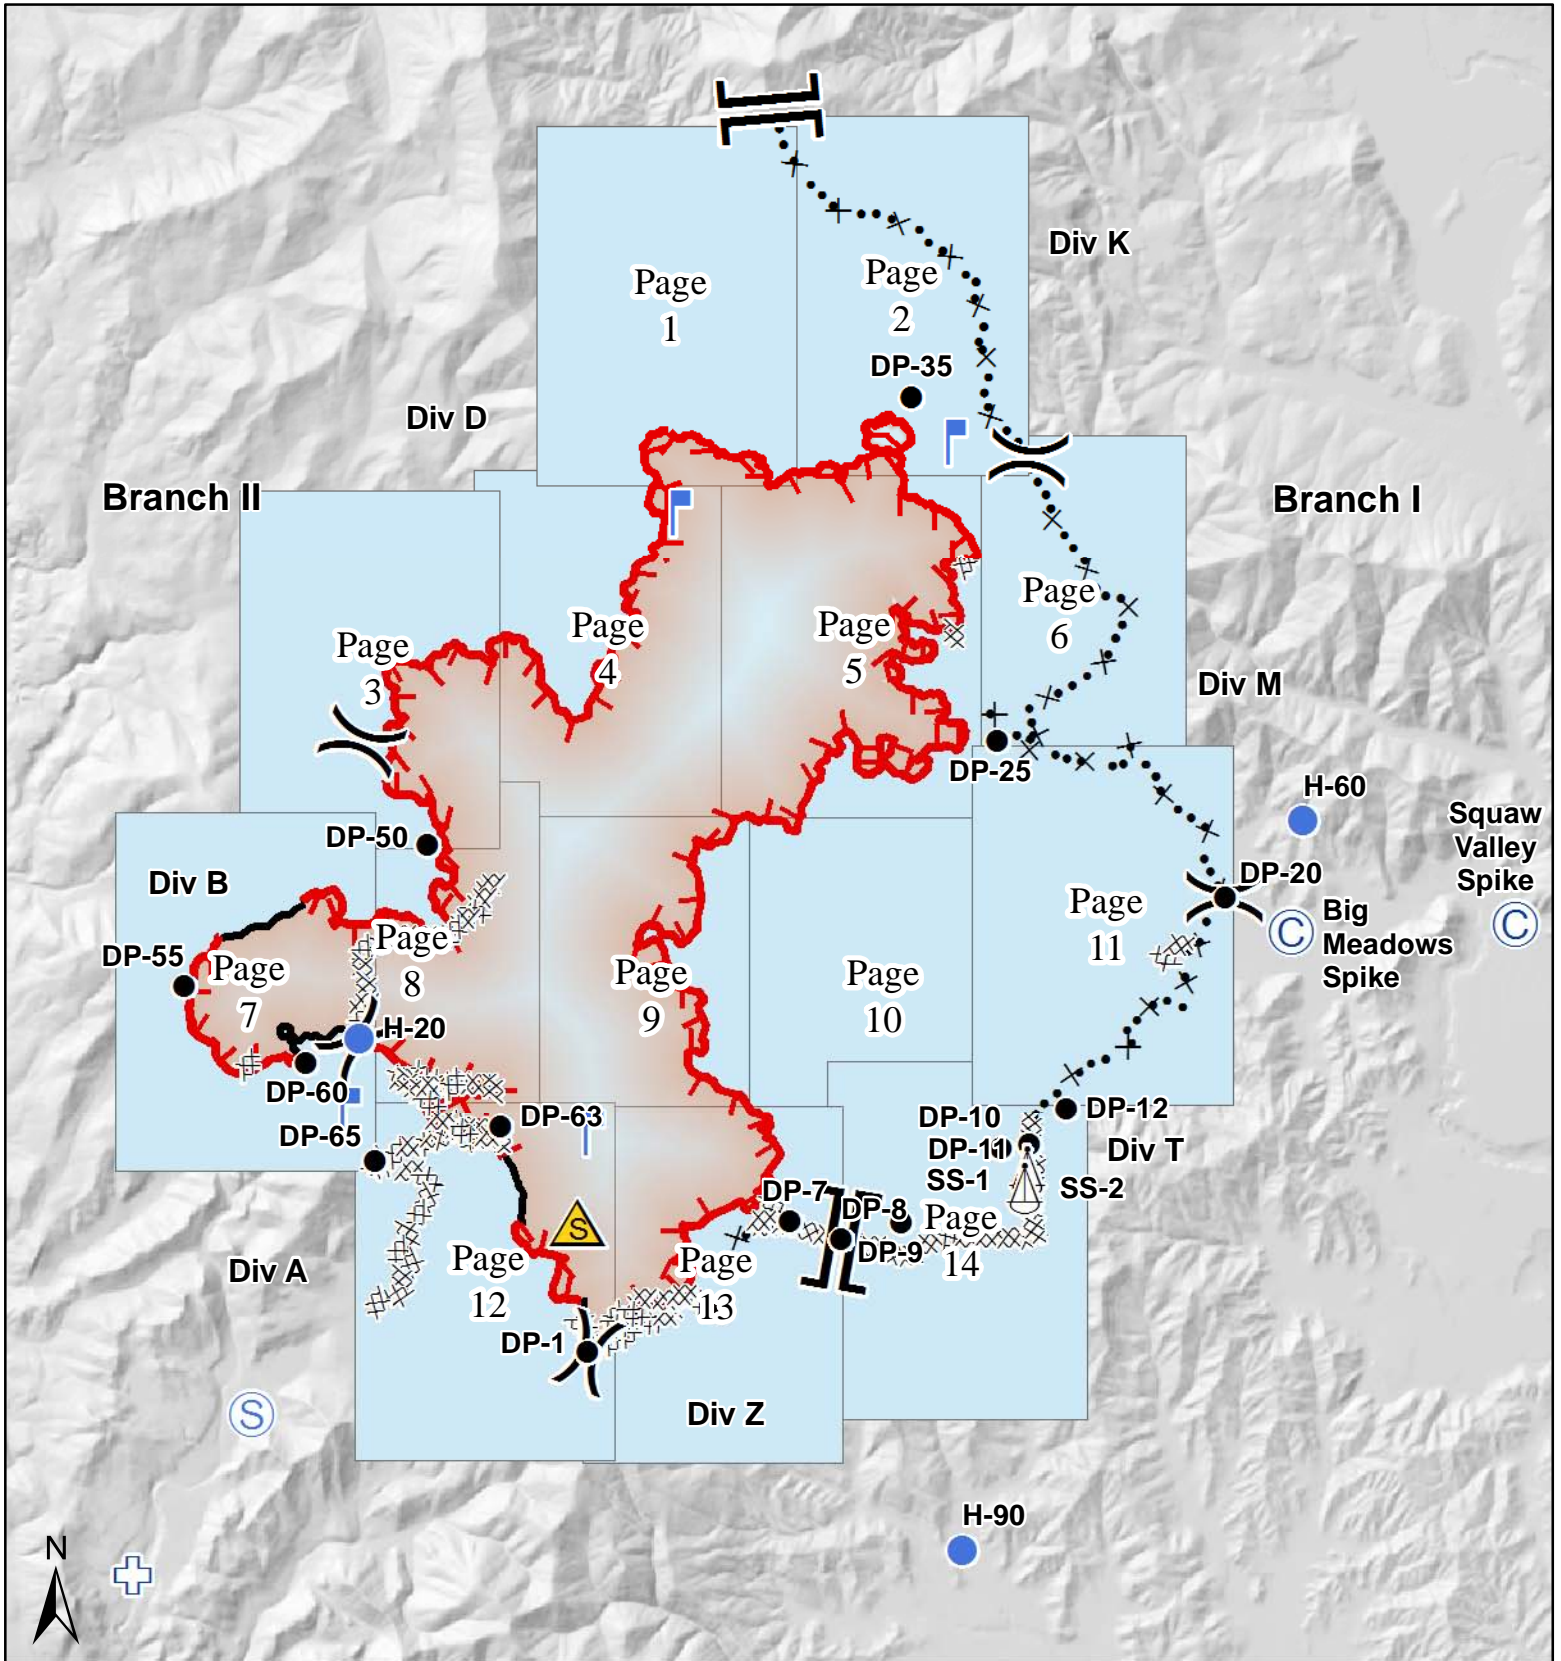 Div K
Page
1
Page
2
DP-35
Div D
Branch II
Branch I
Page
3
Page
4
Page
5
Page
6
Div M
DP-25
H-60
Squaw
Valley
Spike
DP-50
Div B
DP-20
C
Big
Meadows
Spike
C
Page
11
DP-55
Page
7
Page
8
Page
9
Page
10
H-20
DP-60
DP-65
DP-63
DP-10
DP-12
DP-11
Div T
SS-1
SS-2
DP-7
DP-8
DP-9
Page
14
S
Div A
Page
12
Page
13
DP-1
Div Z
S
H-90
N